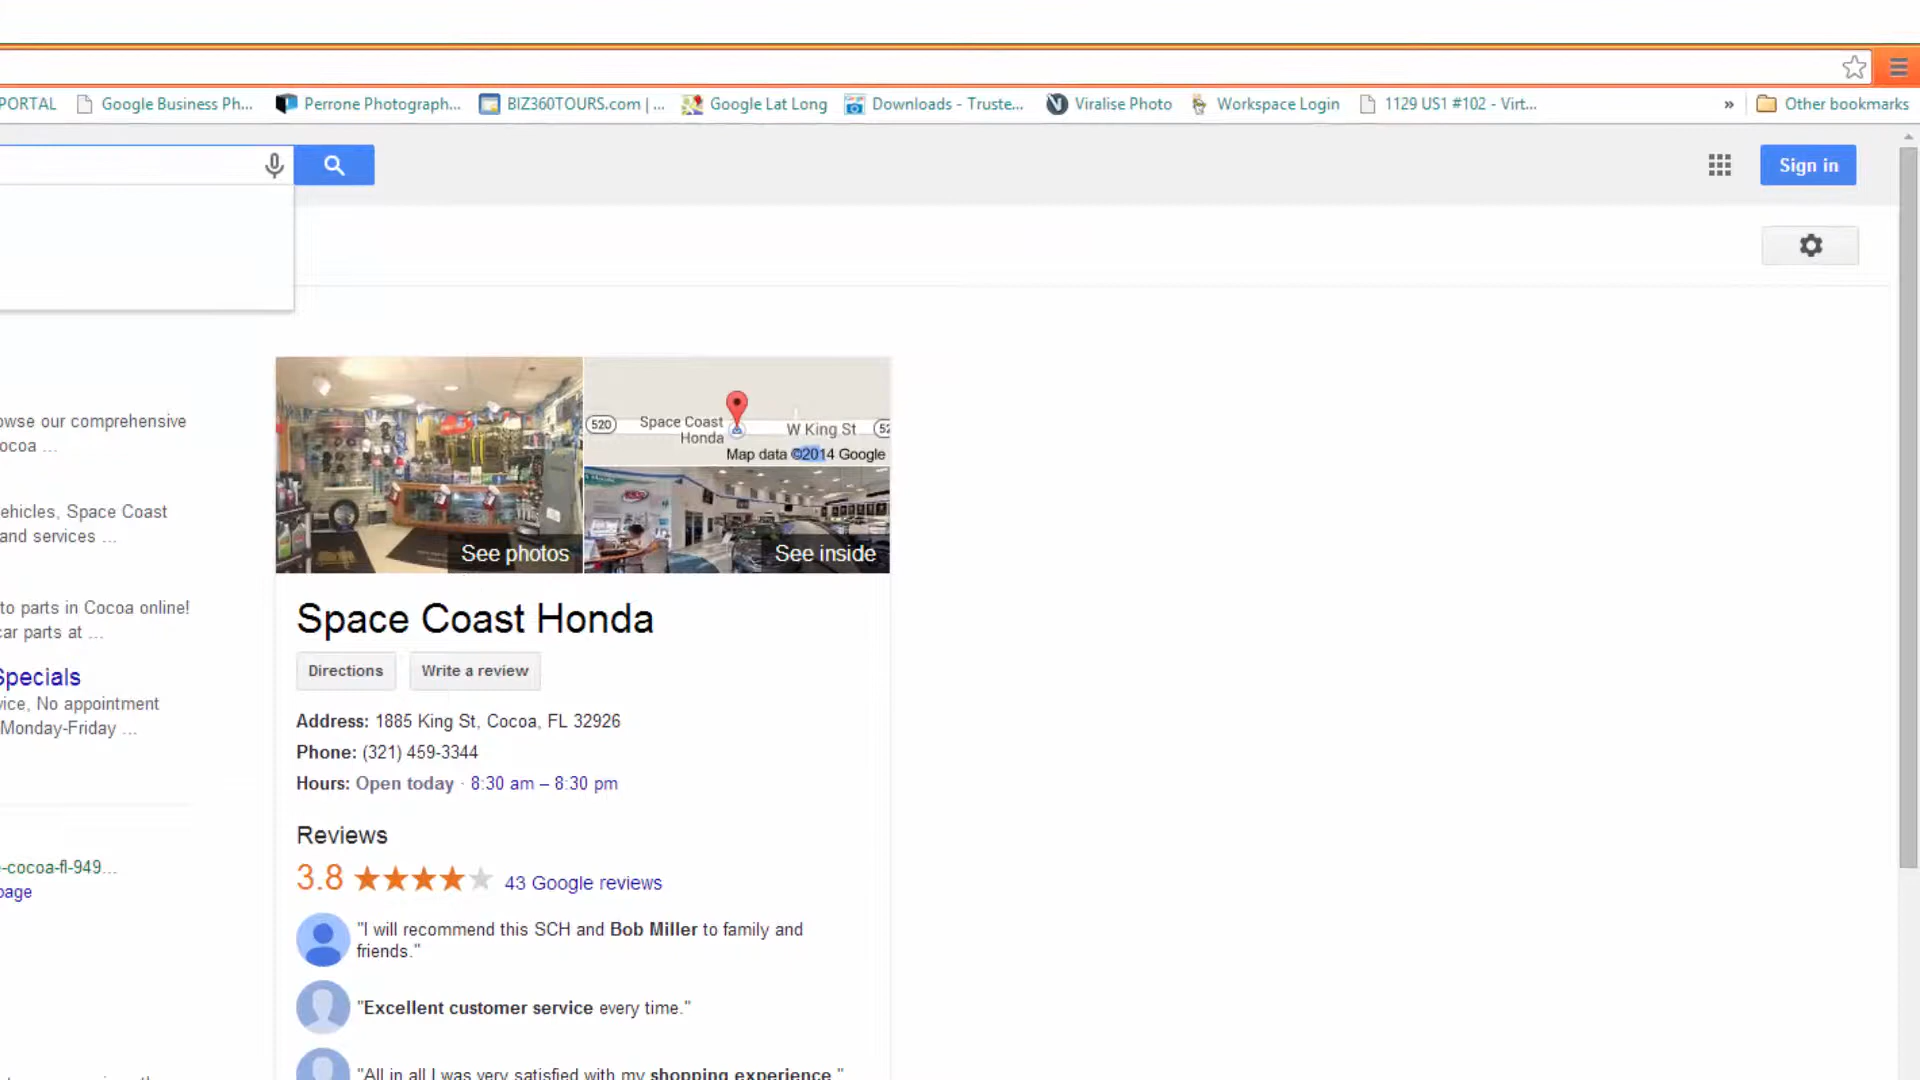 PORTAL Google Business Ph... Perrone Photograph... BIZ360TOURS.com | ... Google Lat Long Downloads - Truste... Viralise Photo Workspace Login 1129 US1 #102 - Virt... » Other bookmarks
Sign in
owse our comprehensive
ocoa ...
ehicles, Space Coast
and services ...
to parts in Cocoa online!
car parts at ...
Specials
vice, No appointment
Monday-Friday ...
-cocoa-fl-949...
page
520
Space Coast
Honda
W King St
52
Map data ©2014 Google
See photos
See inside
Space Coast Honda
Directions Write a review
Address: 1885 King St, Cocoa, FL 32926
Phone: (321) 459-3344
Hours: Open today · 8:30 am – 8:30 pm
Reviews
3.8 43 Google reviews
"I will recommend this SCH and Bob Miller to family and
friends."
"Excellent customer service every time."
"All in all I was very satisfied with my shopping experience."